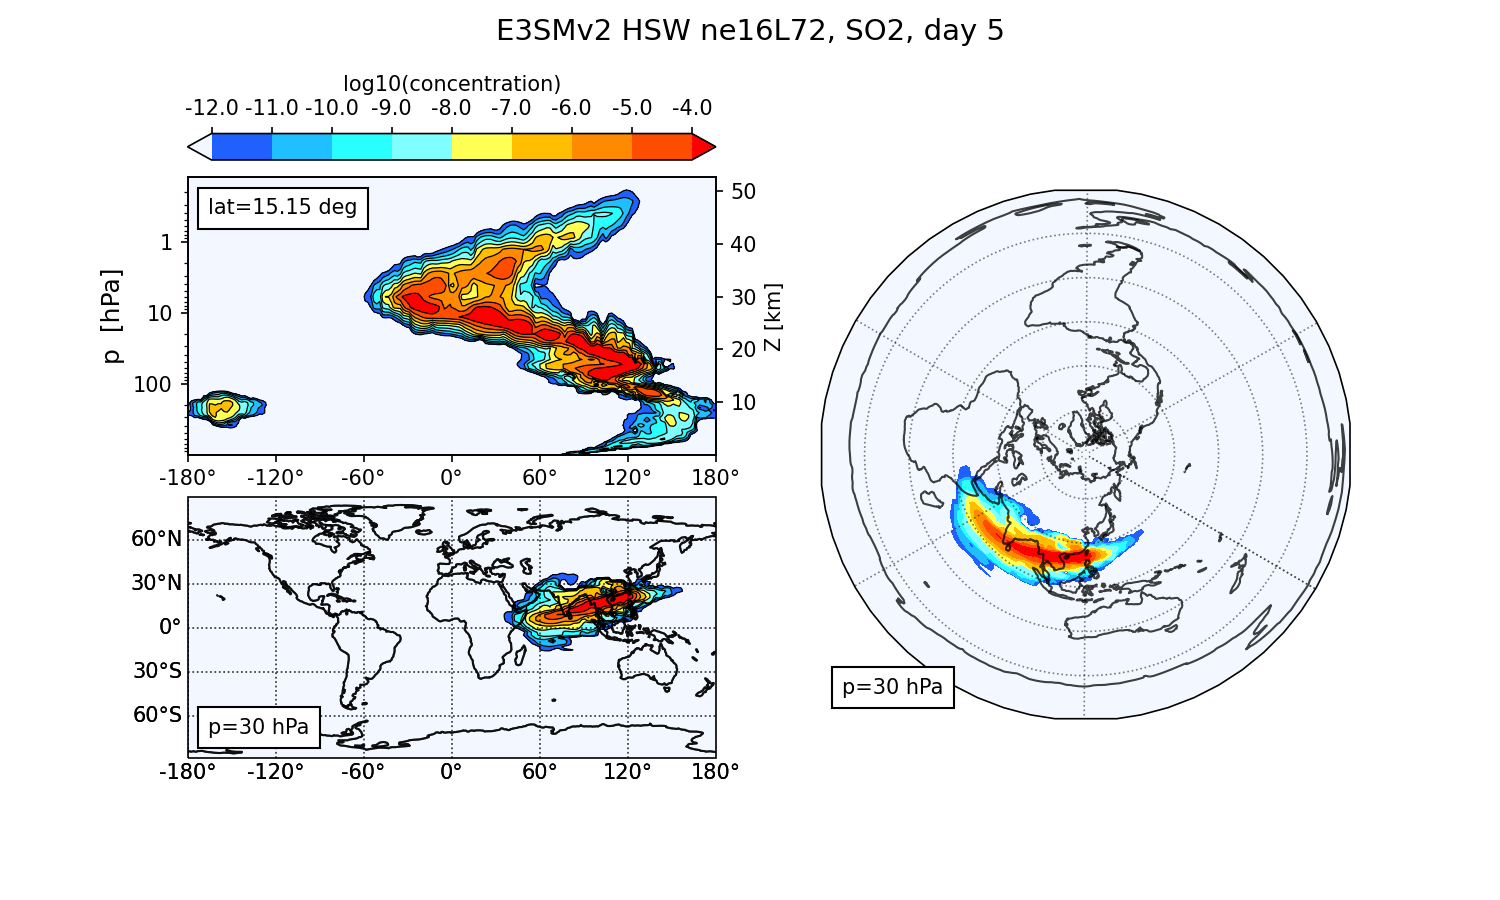 E3SMv2 HSW ne16L72, SO2, day 5
log10(concentration)
-12.0 -11.0 -10.0 -9.0 -8.0 -7.0 -6.0 -5.0 -4.0
lat=15.15 deg
p [hPa]
1
10
100
50
40
30
20
10
Z [km]
-180° -120° -60° 0° 60° 120° 180°
60°N
30°N
0°
30°S
60°S
p=30 hPa
-180° -120° -60° 0° 60° 120° 180°
p=30 hPa